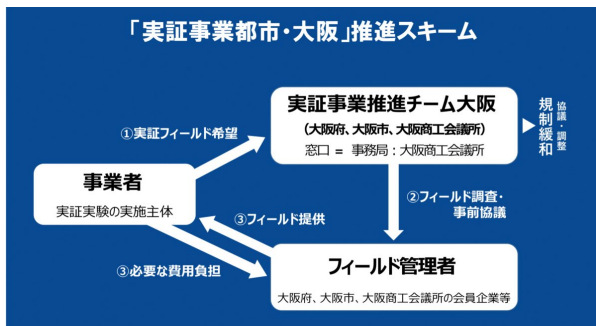 「実証事業都市・大阪」推進スキーム
実証事業推進チーム大阪
（大阪府、大阪市、大阪商工会議所）
窓口 = 事務局：大阪商工会議所
協議・調整
規制緩和
①実証フィールド希望
事業者
実証実験の実施主体
②フィールド調査・
事前協議
③フィールド提供
③必要な費用負担
フィールド管理者
大阪府、大阪市、大阪商工会議所の会員企業等